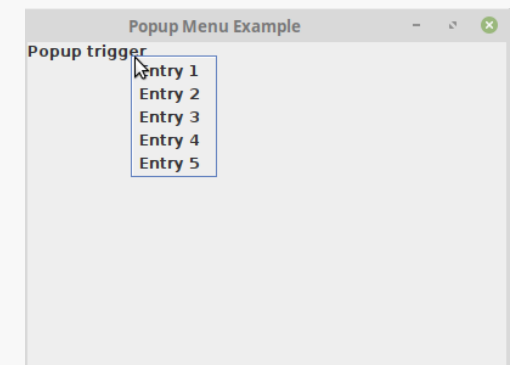 Popup Menu Example
Popup trigger
Entry 1
Entry 2
Entry 3
Entry 4
Entry 5